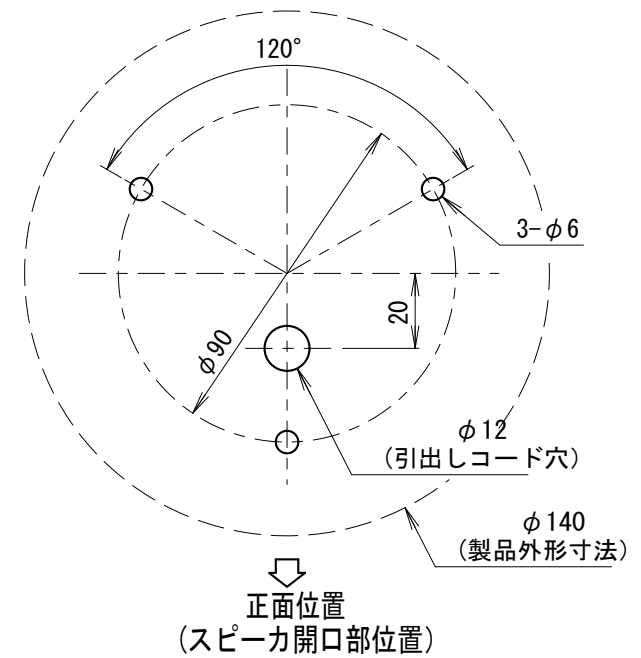 120°
3-φ6
20
φ90
φ12
(引出しコード穴)
φ140
(製品外形寸法)
正面位置
(スピーカ開口部位置)